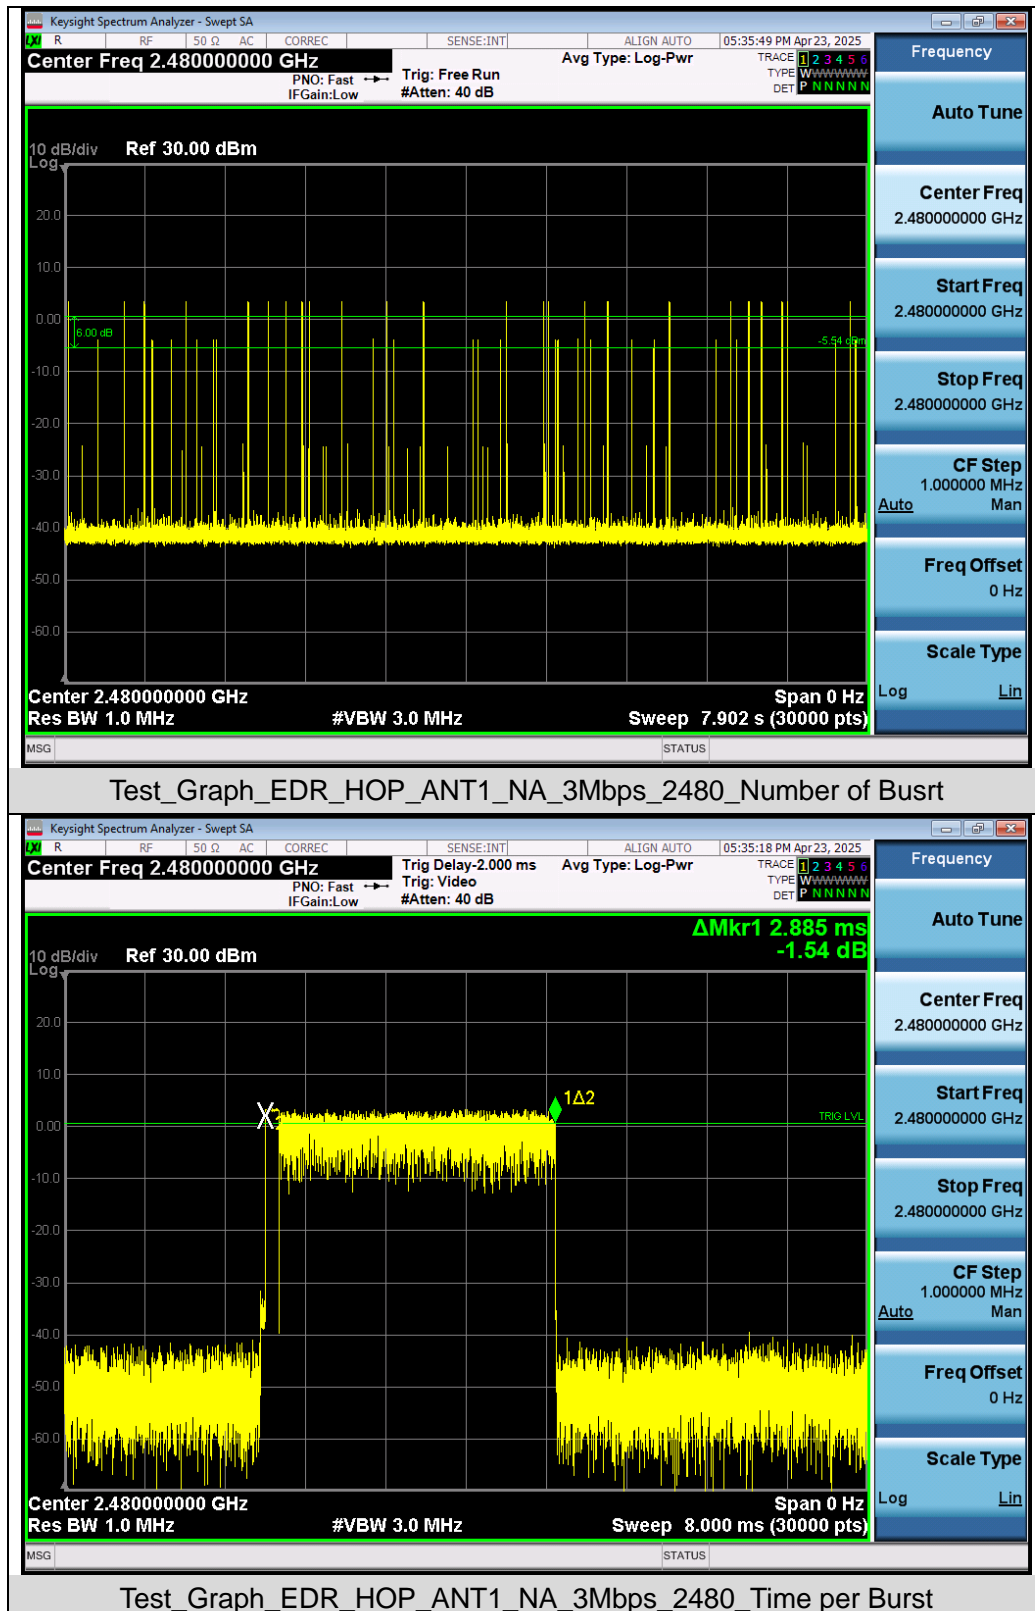 Keysight Spectrum Analyzer - Swept SA
LXI R RF 50 Ω AC CORREC SENSE:INT ALIGN AUTO 05:35:49 PM Apr 23, 2025
Center Freq 2.480000000 GHz
PNO: Fast
IFGain:Low
Trig: Free Run
#Atten: 40 dB
Avg Type: Log-Pwr
TRACE 1 2 3 4 5 6
TYPE WWWWWW
DET P N N N N N
10 dB/div
Log
Ref 30.00 dBm
20.0
10.0
0.00
6.00 dB
-5.54 dBm
-10.0
-20.0
-30.0
-40.0
-50.0
-60.0
Center 2.480000000 GHz
Span 0 Hz
Res BW 1.0 MHz
#VBW 3.0 MHz
Sweep 7.902 s (30000 pts)
MSG
STATUS
Frequency
Auto Tune
Center Freq
2.480000000 GHz
Start Freq
2.480000000 GHz
Stop Freq
2.480000000 GHz
CF Step
1.000000 MHz
Auto Man
Freq Offset
0 Hz
Scale Type
Log Lin
Test_Graph_EDR_HOP_ANT1_NA_3Mbps_2480_Number of Busrt
Keysight Spectrum Analyzer - Swept SA
LXI R RF 50 Ω AC CORREC SENSE:INT ALIGN AUTO 05:35:18 PM Apr 23, 2025
Center Freq 2.480000000 GHz
PNO: Fast
IFGain:Low
Trig Delay-2.000 ms
Trig: Video
#Atten: 40 dB
Avg Type: Log-Pwr
TRACE 1 2 3 4 5 6
TYPE WWWWWW
DET P N N N N N
ΔMkr1 2.885 ms
-1.54 dB
10 dB/div
Log
Ref 30.00 dBm
20.0
10.0
1Δ2
TRIG LVL
0.00
-10.0
-20.0
-30.0
-40.0
-50.0
-60.0
Center 2.480000000 GHz
Span 0 Hz
Res BW 1.0 MHz
#VBW 3.0 MHz
Sweep 8.000 ms (30000 pts)
MSG
STATUS
Frequency
Auto Tune
Center Freq
2.480000000 GHz
Start Freq
2.480000000 GHz
Stop Freq
2.480000000 GHz
CF Step
1.000000 MHz
Auto Man
Freq Offset
0 Hz
Scale Type
Log Lin
Test_Graph_EDR_HOP_ANT1_NA_3Mbps_2480_Time per Burst